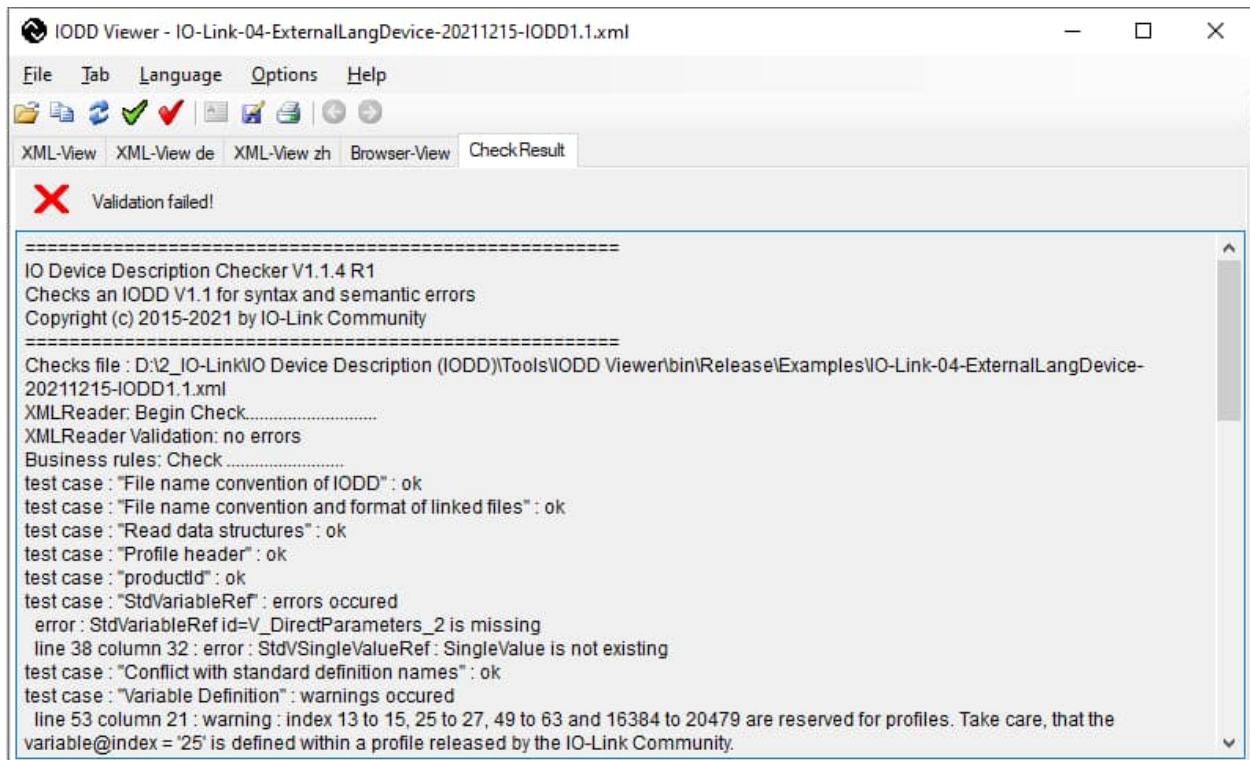 IODD Viewer - IO-Link-04-ExternalLangDevice-20211215-IODD1.1.xml
File Tab Language Options Help
XML-View XML-View de XML-View zh Browser-View CheckResult
Validation failed!
======================================================
IO Device Description Checker V1.1.4 R1
Checks an IODD V1.1 for syntax and semantic errors
Copyright (c) 2015-2021 by IO-Link Community
======================================================
Checks file : D:\2_IO-Link\IO Device Description (IODD)\Tools\IODD Viewer\bin\Release\Examples\IO-Link-04-ExternalLangDevice-
20211215-IODD1.1.xml
XMLReader: Begin Check............................
XMLReader Validation: no errors
Business rules: Check .........................
test case : "File name convention of IODD" : ok
test case : "File name convention and format of linked files" : ok
test case : "Read data structures" : ok
test case : "Profile header" : ok
test case : "productId" : ok
test case : "StdVariableRef" : errors occured
error : StdVariableRef id=V_DirectParameters_2 is missing
line 38 column 32 : error : StdVSingleValueRef : SingleValue is not existing
test case : "Conflict with standard definition names" : ok
test case : "Variable Definition" : warnings occured
line 53 column 21 : warning : index 13 to 15, 25 to 27, 49 to 63 and 16384 to 20479 are reserved for profiles. Take care, that the
variable@index = '25' is defined within a profile released by the IO-Link Community.